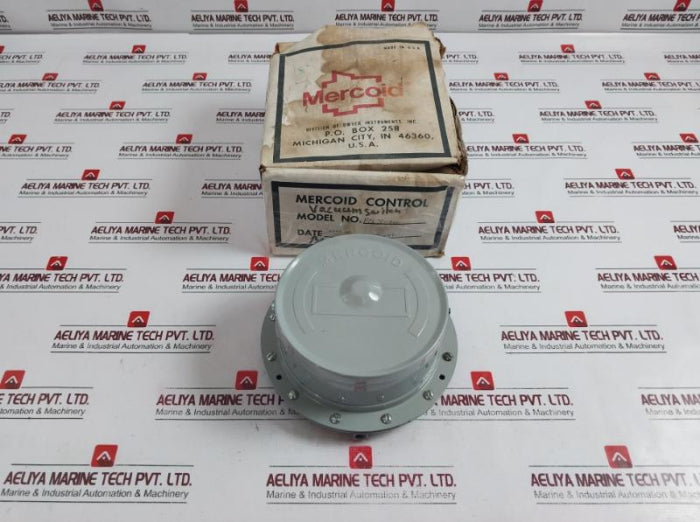 MADE IN U.S.A.
Mercoid
DIVISION OF DWYER INSTRUMENTS, INC.
P.O. BOX 258
MICHIGAN CITY, IN 46360,
U.S.A.
MERCOID CONTROL
Vacuum Switch
MODEL NO.
DATE
MERCOID
AELIYA MARINE TECH PVT. LTD.
Marine & Industrial Automation & Machinery